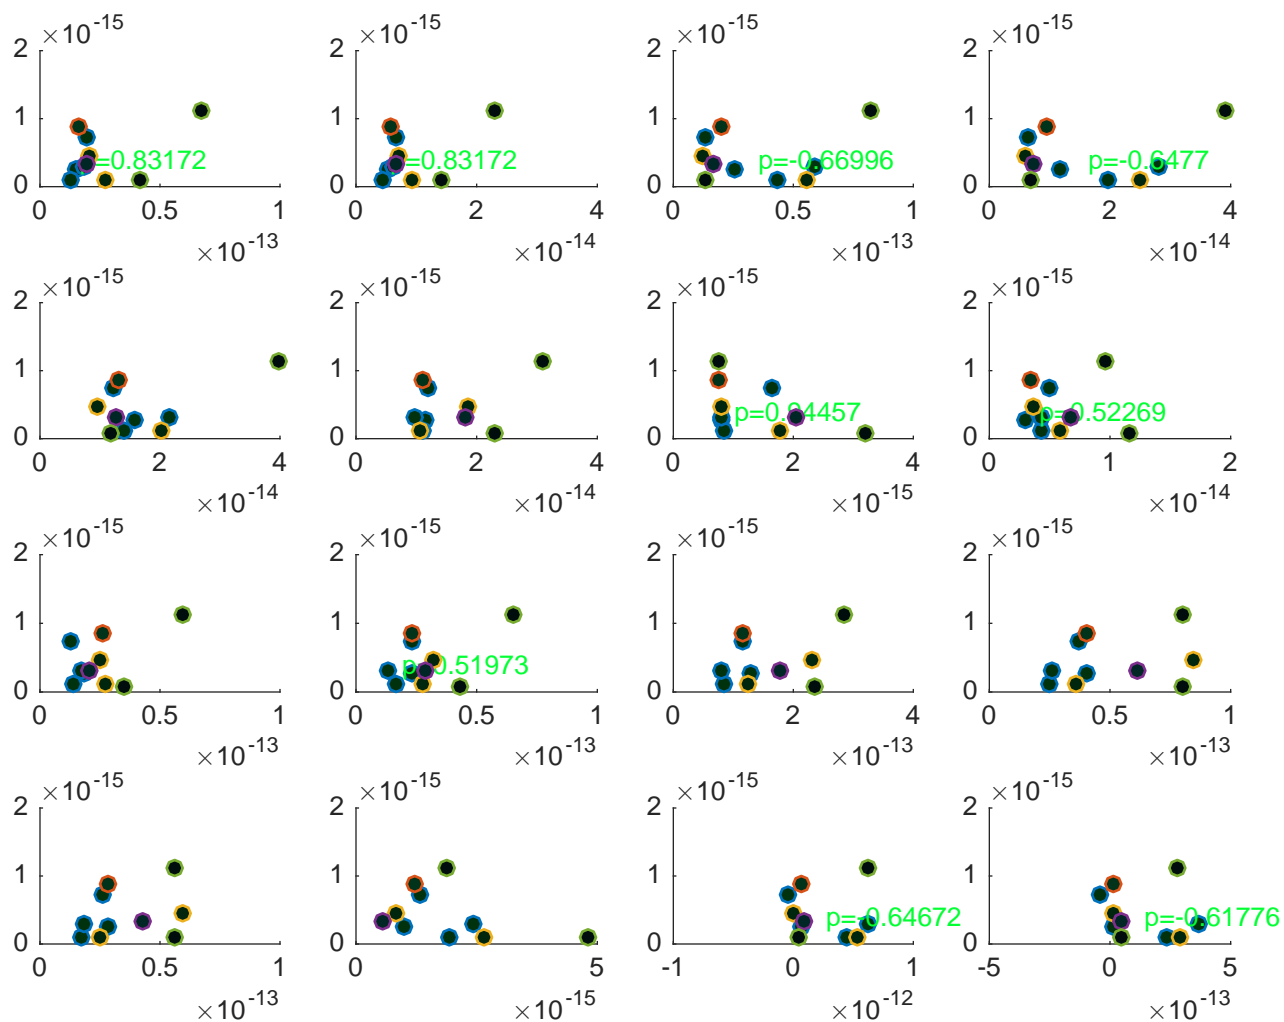 ×10-15 ×10-15 ×10-15 ×10-15
2 2 2 2
1 1 1 1
=0.83172 =0.83172 p=-0.66996 p=-0.6477
0 0 0 0
0 0.5 1 0 2 4 0 0.5 1 0 2 4
×10-13 ×10-14 ×10-13 ×10-14
×10-15 ×10-15 ×10-15 ×10-15
2 2 2 2
1 1 1 1
p=0.94457 p=0.52269
0 0 0 0
0 2 4 0 2 4 0 2 4 0 1 2
×10-14 ×10-14 ×10-15 ×10-14
×10-15 ×10-15 ×10-15 ×10-15
2 2 2 2
1 1 1 1
p=0.51973
0 0 0 0
0 0.5 1 0 0.5 1 0 2 4 0 0.5 1
×10-13 ×10-13 ×10-13 ×10-13
×10-15 ×10-15 ×10-15 ×10-15
2 2 2 2
1 1 1 1
p=-0.64672 p=-0.61776
0 0 0 0
0 0.5 1 0 5 -1 0 1 -5 0 5
×10-13 ×10-15 ×10-12 ×10-13